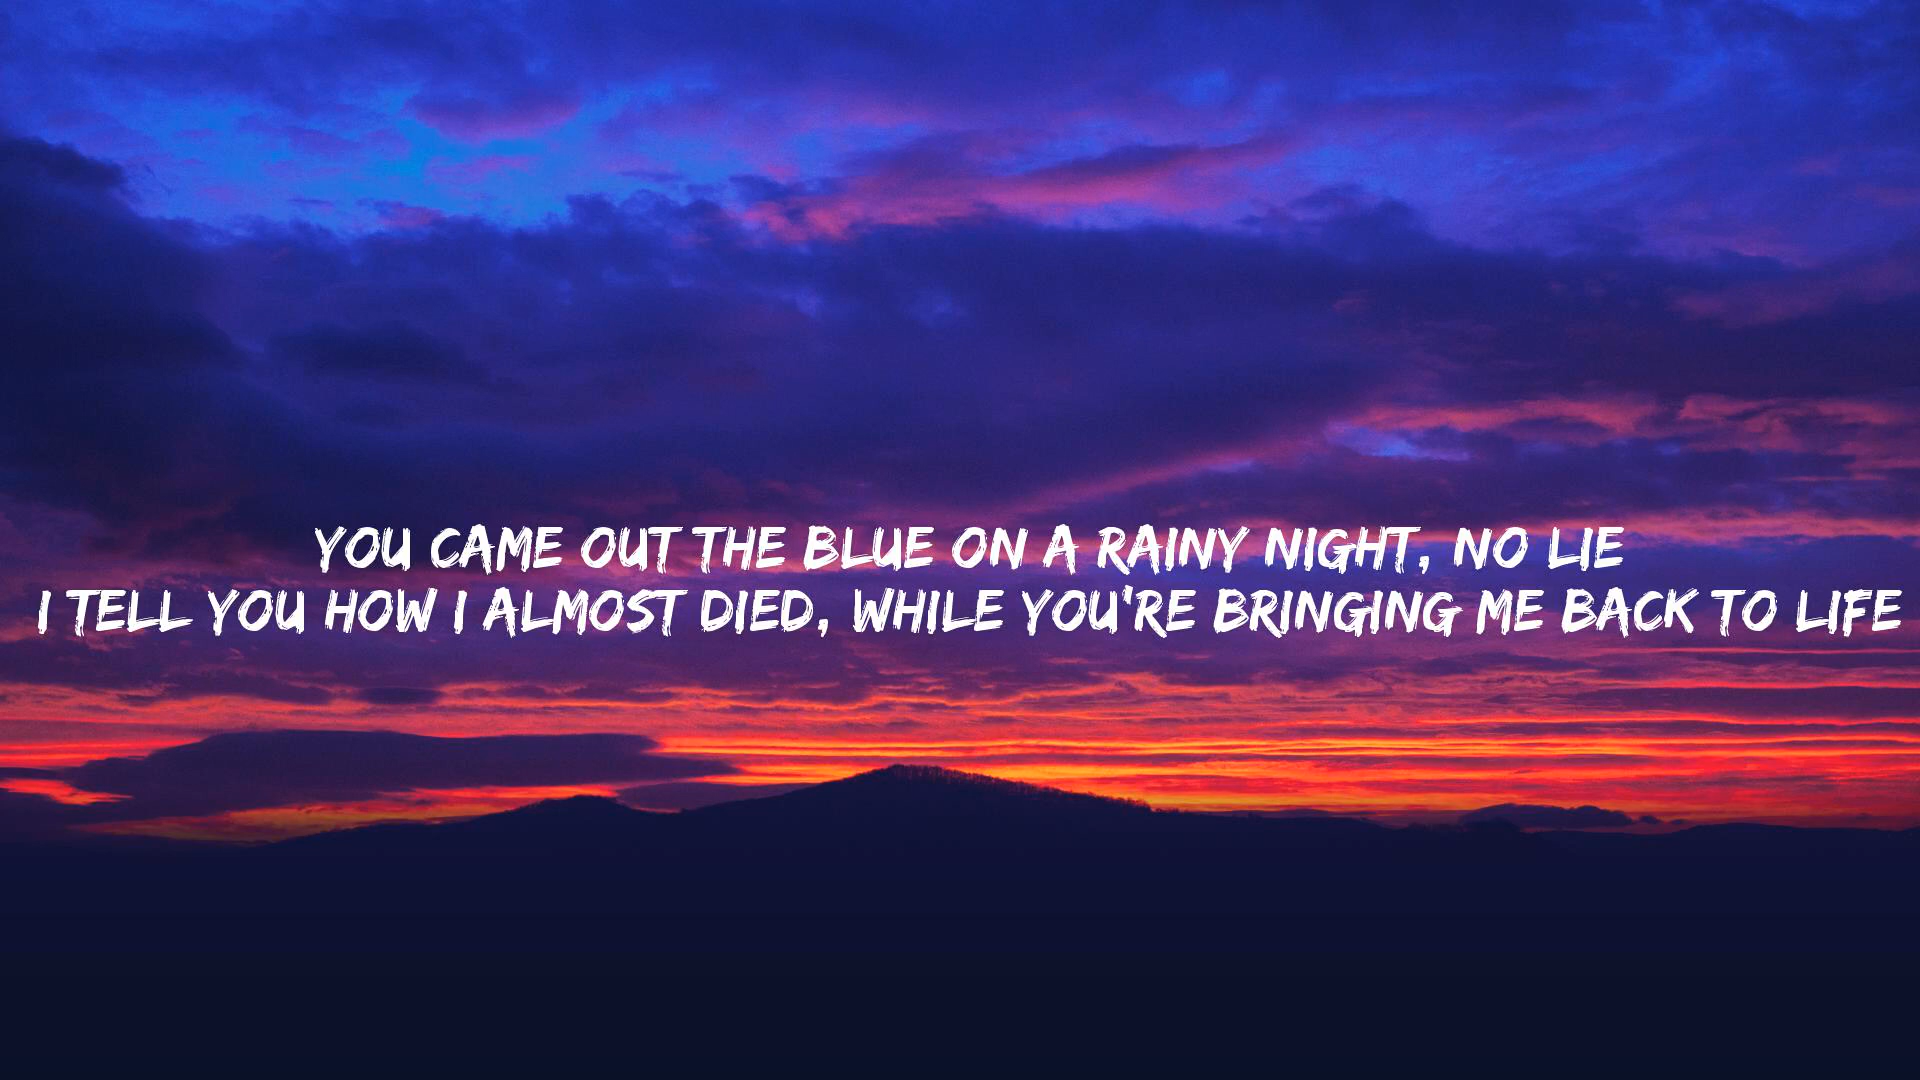 YOU CAME OUT THE BLUE ON A RAINY NIGHT, NO LIE
I TELL YOU HOW I ALMOST DIED, WHILE YOU'RE BRINGING ME BACK TO LIFE